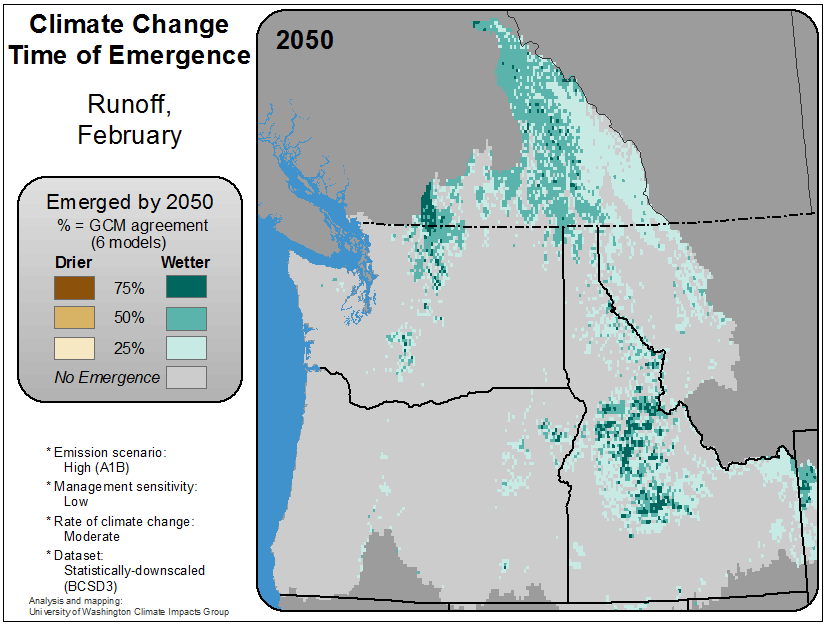 Climate Change
Time of Emergence
Runoff,
February
2050
Emerged by 2050
% = GCM agreement
(6 models)
Drier Wetter
75%
50%
25%
No Emergence
* Emission scenario:
High (A1B)
* Management sensitivity:
Low
* Rate of climate change:
Moderate
* Dataset:
Statistically-downscaled
(BCSD3)
Analysis and mapping:
University of Washington Climate Impacts Group